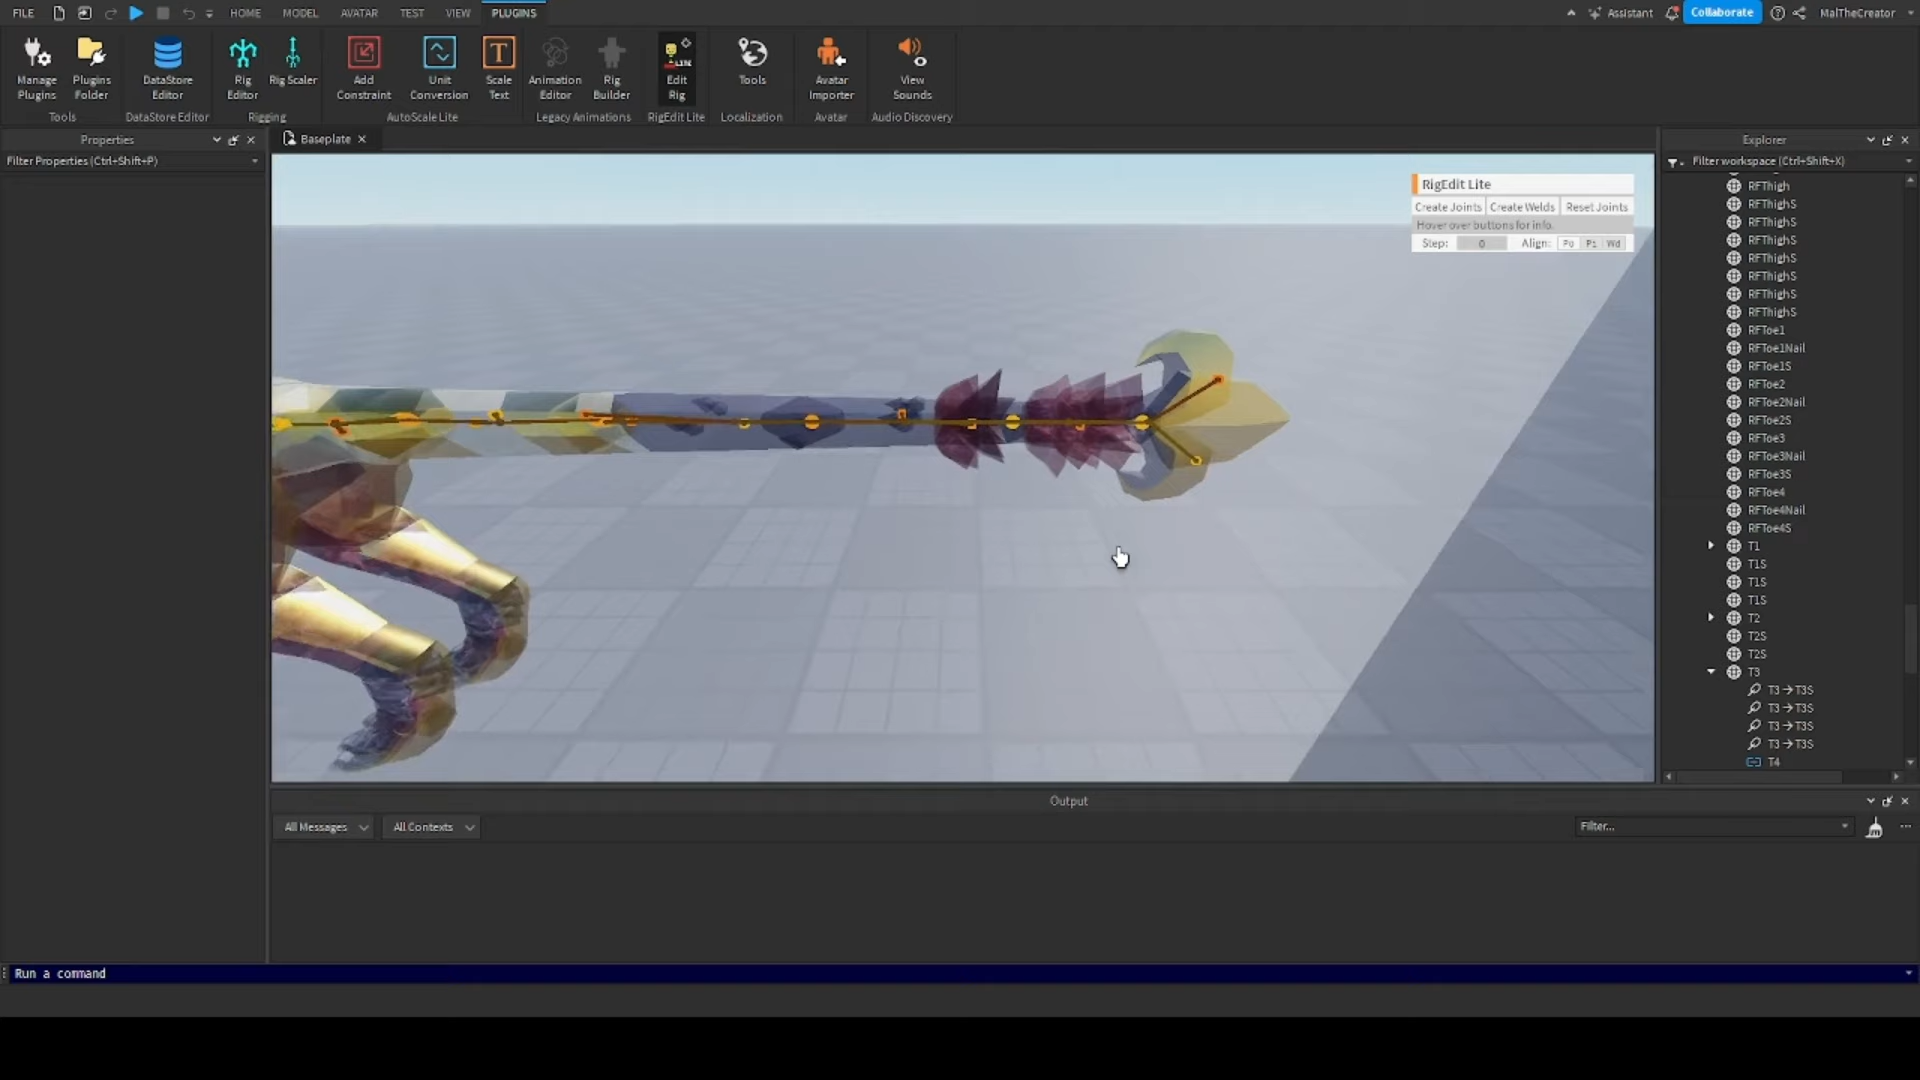 FILE HOME MODEL AVATAR TEST VIEW PLUGINS Assistant Collaborate MalTheCreator
Manage Plugins
Plugins Folder
DataStore Editor
Rig Editor
Rig Scaler
Add Constraint
Unit Conversion
Scale Text
Animation Editor
Rig Builder
Edit Rig
Tools
Avatar Importer
View Sounds
Tools DataStore Editor Rigging AutoScale Lite Legacy Animations RigEdit Lite Localization Avatar Audio Discovery
Properties
Filter Properties (Ctrl+Shift+P)
Baseplate
RigEdit Lite
Create Joints Create Welds Reset Joints
Hover over buttons for info.
Step: 0 Align: P0 P1 Wd
Explorer
Filter workspace (Ctrl+Shift+X)
RFThigh
RFThighS
RFThighS
RFThighS
RFThighS
RFThighS
RFThighS
RFThighS
RFToe1
RFToe1Nail
RFToe1S
RFToe2
RFToe2Nail
RFToe2S
RFToe3
RFToe3Nail
RFToe3S
RFToe4
RFToe4Nail
RFToe4S
T1
T1S
T1S
T1S
T2
T2S
T2S
T3
T3→T3S
T3→T3S
T3→T3S
T3→T3S
T4
Output
All Messages All Contexts Filter...
Run a command